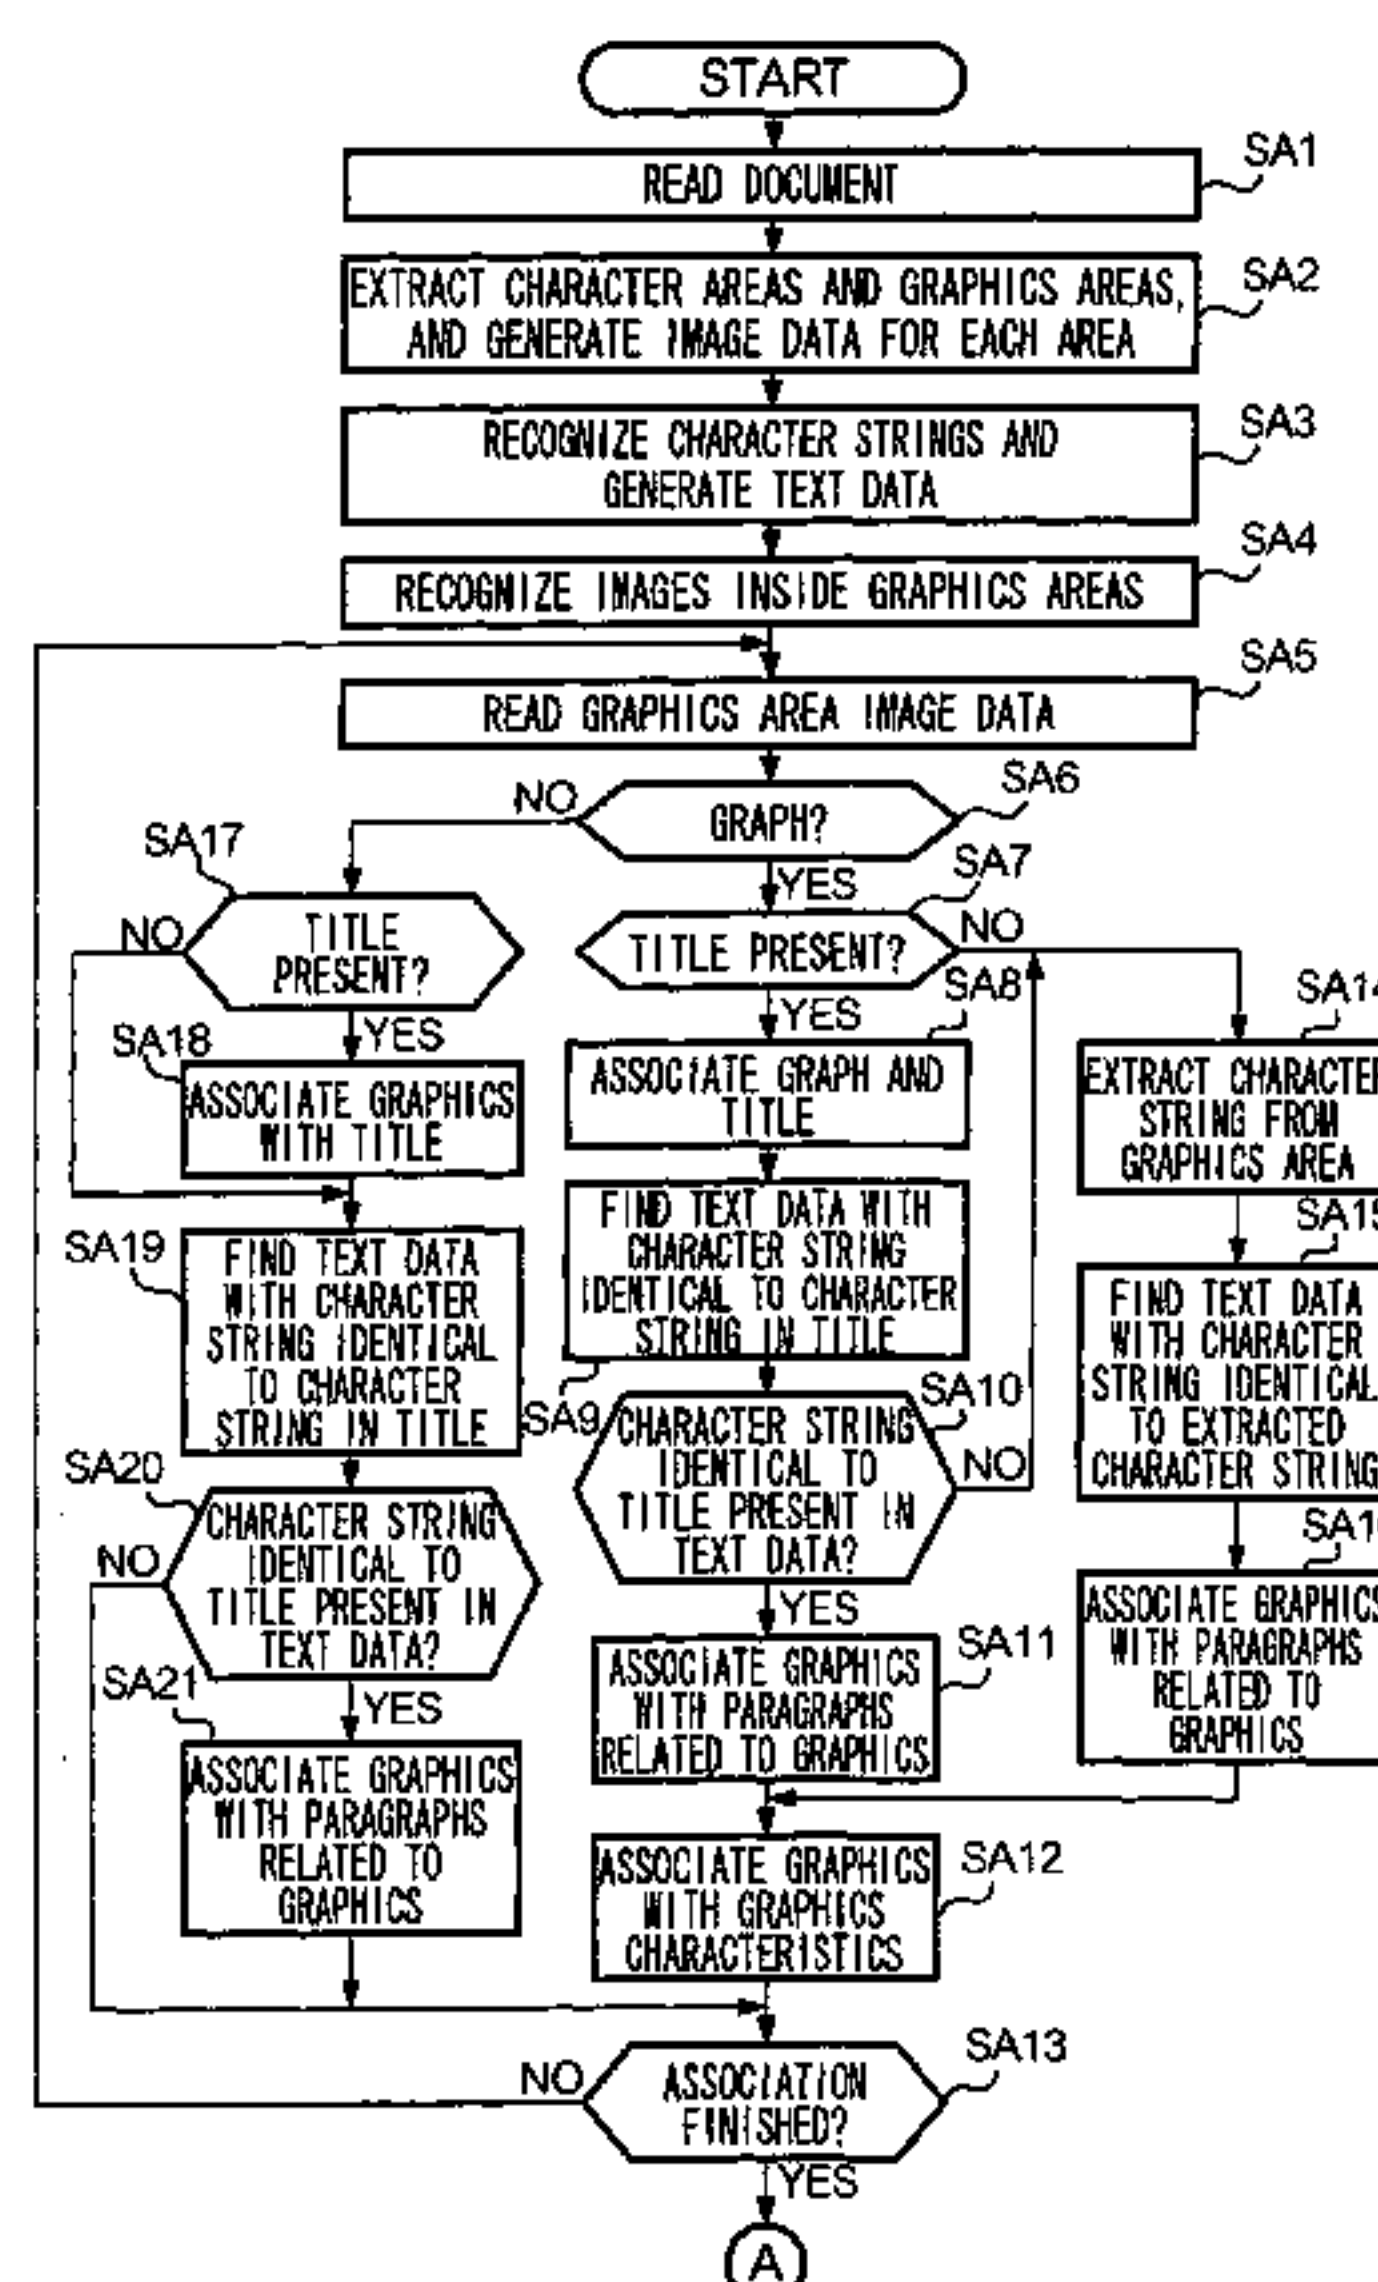 START
SA1
READ DOCUMENT
SA2
EXTRACT CHARACTER AREAS AND GRAPHICS AREAS,
AND GENERATE IMAGE DATA FOR EACH AREA
SA3
RECOGNIZE CHARACTER STRINGS AND
GENERATE TEXT DATA
SA4
RECOGNIZE IMAGES INSIDE GRAPHICS AREAS
SA5
READ GRAPHICS AREA IMAGE DATA
SA6
GRAPH?
NO
YES
SA7
TITLE PRESENT?
NO
YES
SA8
ASSOCIATE GRAPH AND
TITLE
FIND TEXT DATA WITH
CHARACTER STRING
IDENTICAL TO CHARACTER
STRING IN TITLE
SA9
SA10
CHARACTER STRING
IDENTICAL TO
TITLE PRESENT IN
TEXT DATA?
NO
YES
SA11
ASSOCIATE GRAPHICS
WITH PARAGRAPHS
RELATED TO GRAPHICS
SA12
ASSOCIATE GRAPHICS
WITH GRAPHICS
CHARACTERISTICS
SA13
ASSOCIATION
FINISHED?
NO
YES
A
SA14
EXTRACT CHARACTER
STRING FROM
GRAPHICS AREA
SA15
FIND TEXT DATA
WITH CHARACTER
STRING IDENTICAL
TO EXTRACTED
CHARACTER STRING
SA16
ASSOCIATE GRAPHICS
WITH PARAGRAPHS
RELATED TO
GRAPHICS
SA17
TITLE
PRESENT?
NO
YES
SA18
ASSOCIATE GRAPHICS
WITH TITLE
SA19
FIND TEXT DATA
WITH CHARACTER
STRING IDENTICAL
TO CHARACTER
STRING IN TITLE
SA20
CHARACTER STRING
IDENTICAL TO
TITLE PRESENT IN
TEXT DATA?
NO
YES
SA21
ASSOCIATE GRAPHICS
WITH PARAGRAPHS
RELATED TO
GRAPHICS